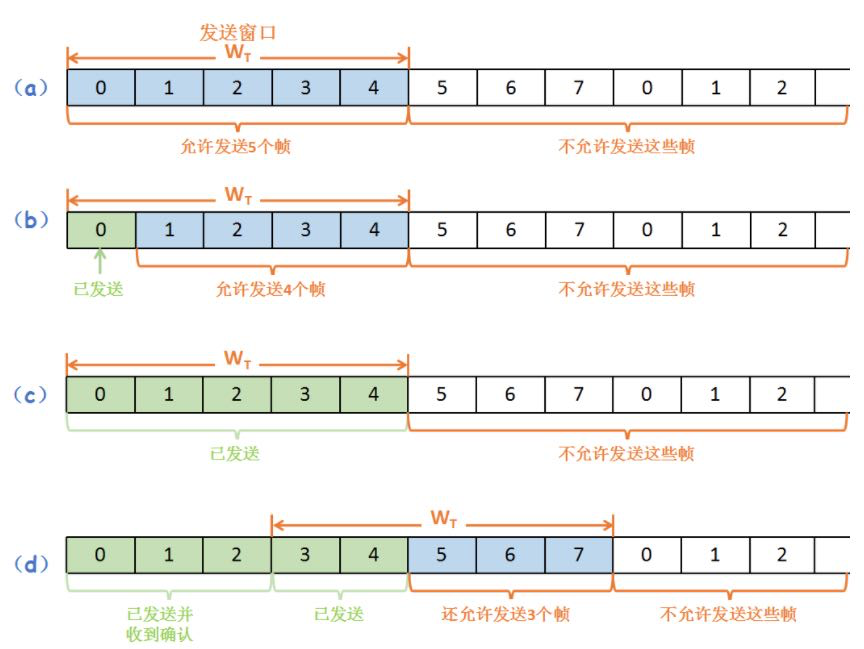 发送窗口
W_T
(a) 0 1 2 3 4 5 6 7 0 1 2
允许发送5个帧 不允许发送这些帧
W_T
(b) 0 1 2 3 4 5 6 7 0 1 2
已发送 允许发送4个帧 不允许发送这些帧
W_T
(c) 0 1 2 3 4 5 6 7 0 1 2
已发送 不允许发送这些帧
W_T
(d) 0 1 2 3 4 5 6 7 0 1 2
已发送并 已发送 还允许发送3个帧 不允许发送这些帧
收到确认